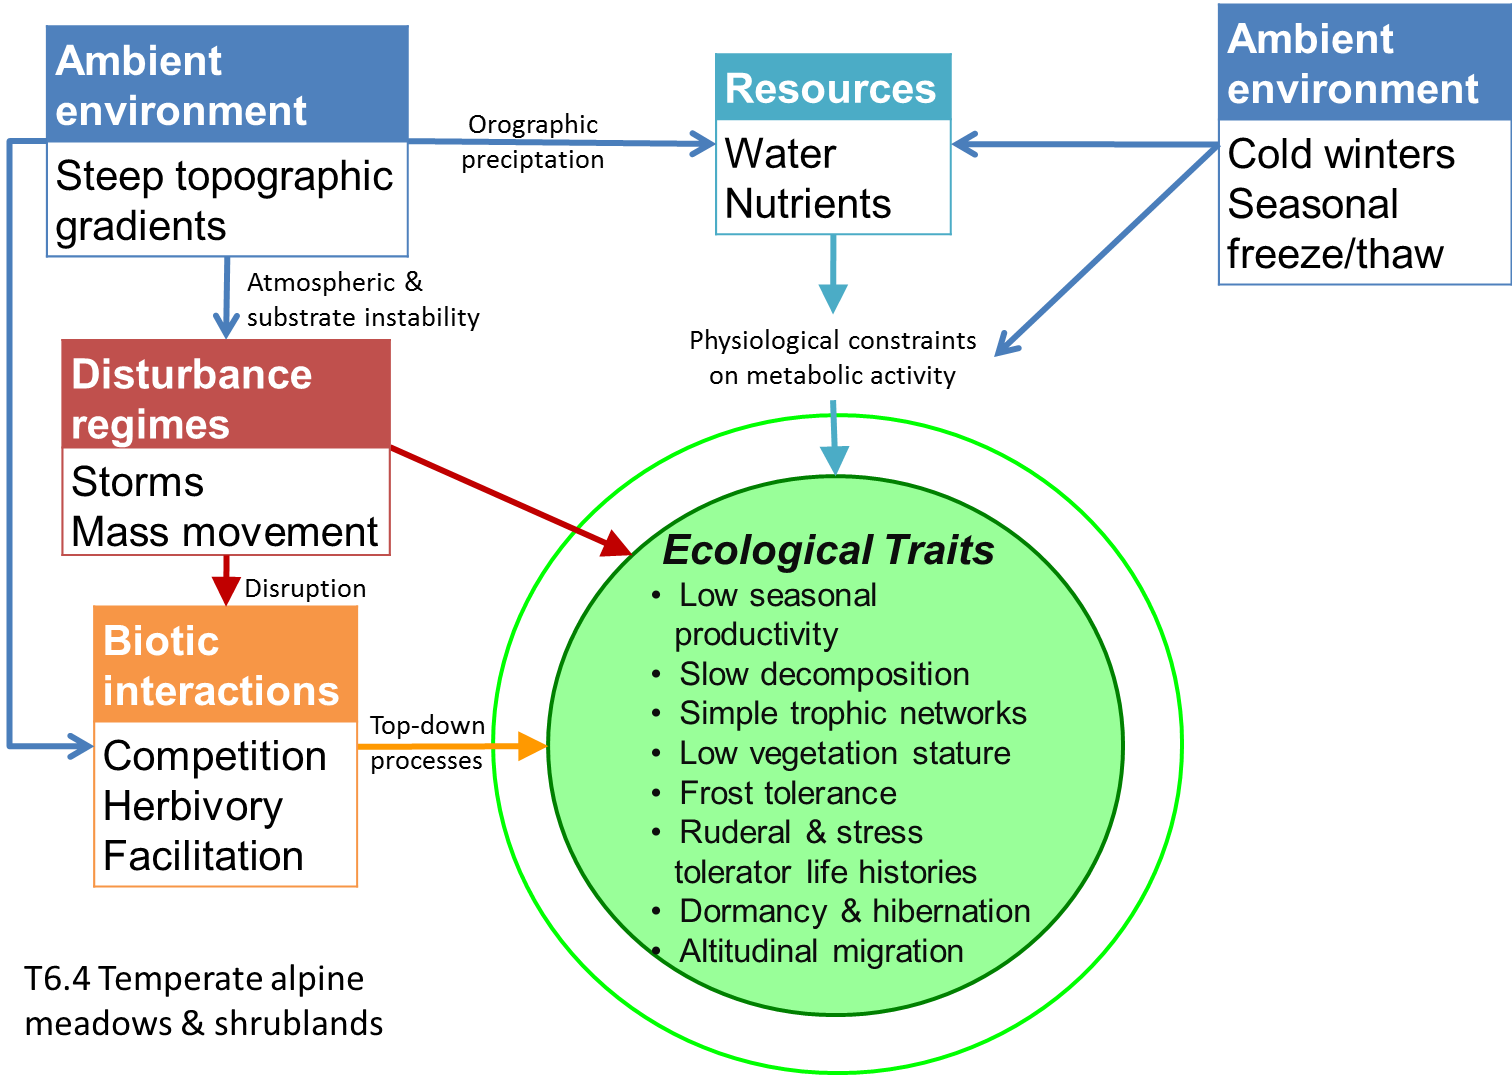 Ambient
environment
Steep topographic
gradients
Orographic
preciptation
Resources
Water
Nutrients
Ambient
environment
Cold winters
Seasonal
freeze/thaw
Atmospheric &
substrate instability
Physiological constraints
on metabolic activity
Disturbance
regimes
Storms
Mass movement
Disruption
Biotic
interactions
Competition
Herbivory
Facilitation
Top-down
processes
Ecological Traits
• Low seasonal
productivity
• Slow decomposition
• Simple trophic networks
• Low vegetation stature
• Frost tolerance
• Ruderal & stress
tolerator life histories
• Dormancy & hibernation
• Altitudinal migration
T6.4 Temperate alpine
meadows & shrublands